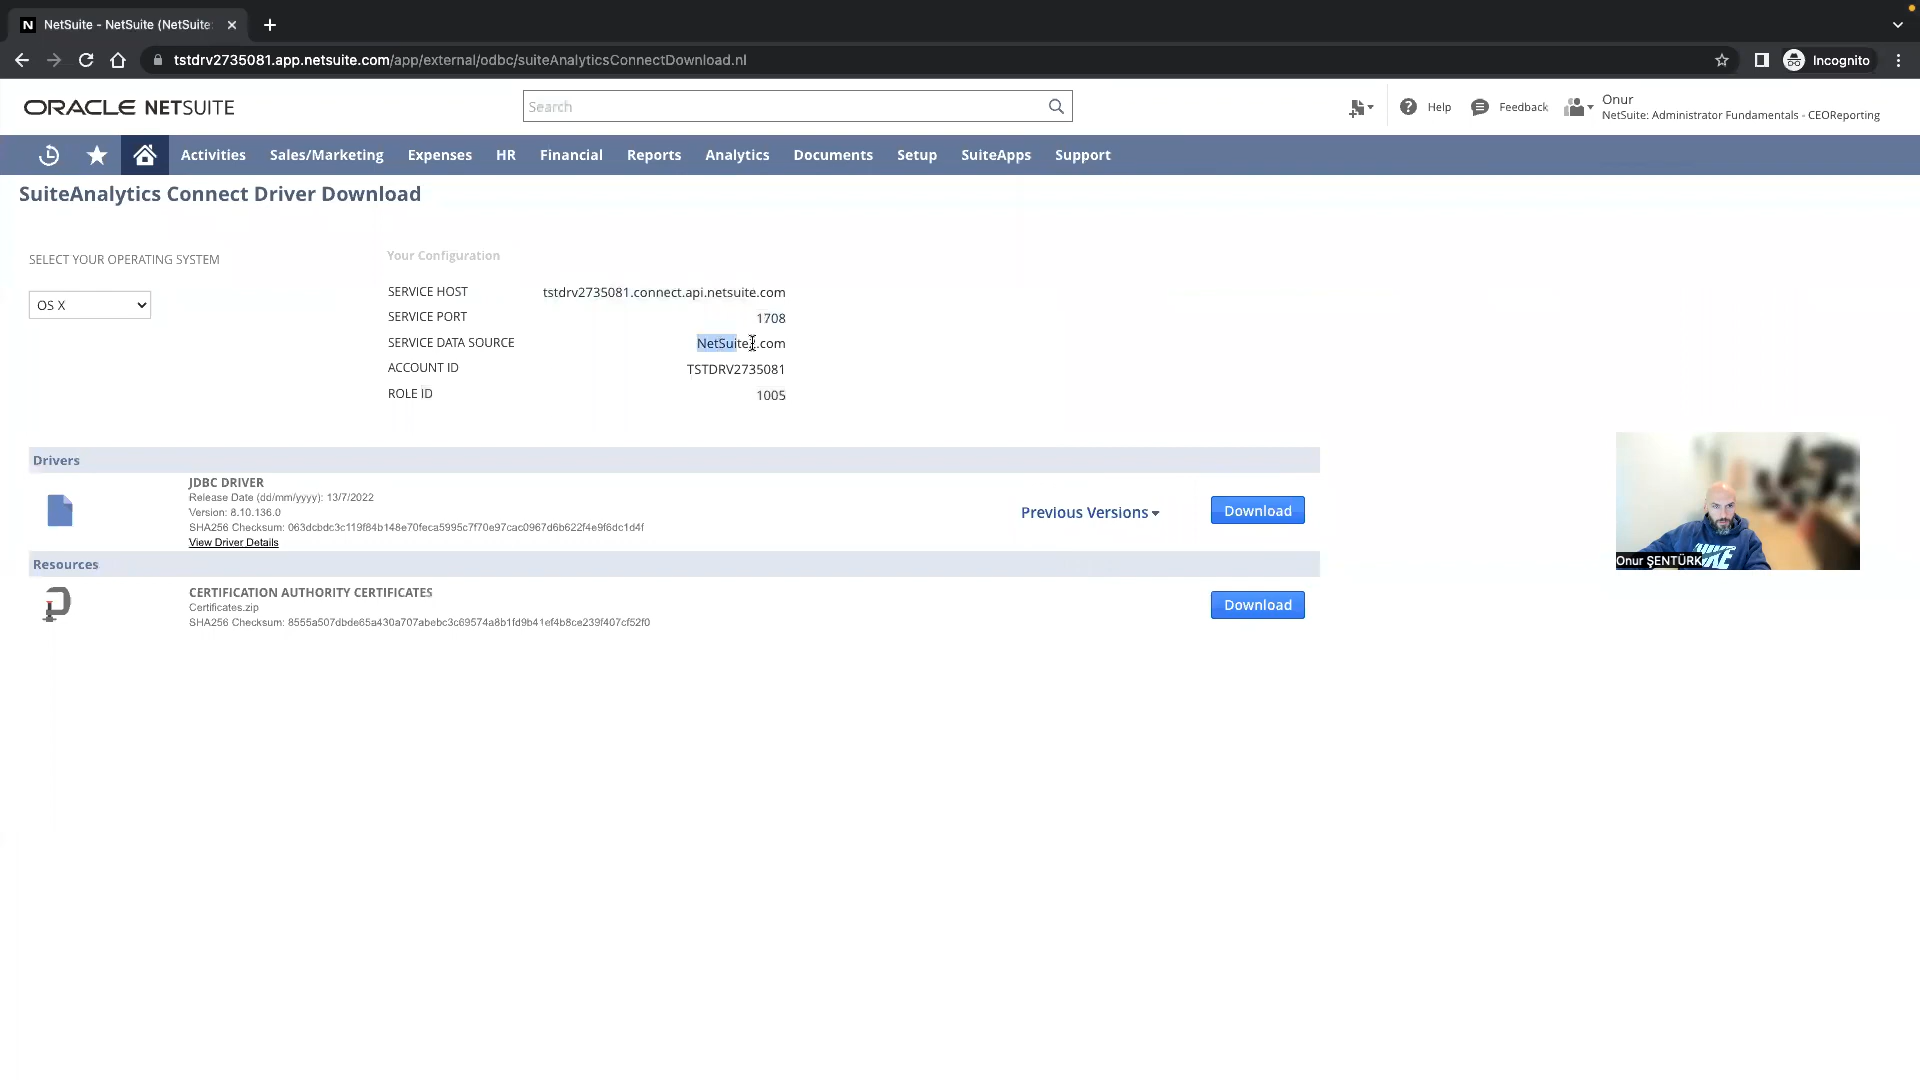 NetSuite - NetSuite (NetSuite:
tstdrv2735081.app.netsuite.com/app/external/odbc/suiteAnalyticsConnectDownload.nl
Incognito
ORACLE NETSUITE
Search
Help
Feedback
Onur
NetSuite: Administrator Fundamentals - CEOReporting
Activities
Sales/Marketing
Expenses
HR
Financial
Reports
Analytics
Documents
Setup
SuiteApps
Support
SuiteAnalytics Connect Driver Download
SELECT YOUR OPERATING SYSTEM
OS X
Your Configuration
SERVICE HOST tstdrv2735081.connect.api.netsuite.com
SERVICE PORT 1708
SERVICE DATA SOURCE .com
ACCOUNT ID TSTDRV2735081
ROLE ID 1005
Drivers
JDBC DRIVER
Release Date (dd/mm/yyyy): 13/7/2022
Version: 8.10.136.0
SHA256 Checksum: 063dcbdc3c119f84b148e70feca5995c7f70e97cac0967d6b622f4e9f6dc1d4f
View Driver Details
Previous Versions
Download
Resources
CERTIFICATION AUTHORITY CERTIFICATES
Certificates.zip
SHA256 Checksum: 8555a507dbde65a430a707abebc3c69574a8b1fd9b41ef4b8ce239f407cf52f0
Download
Onur ŞENTÜRK